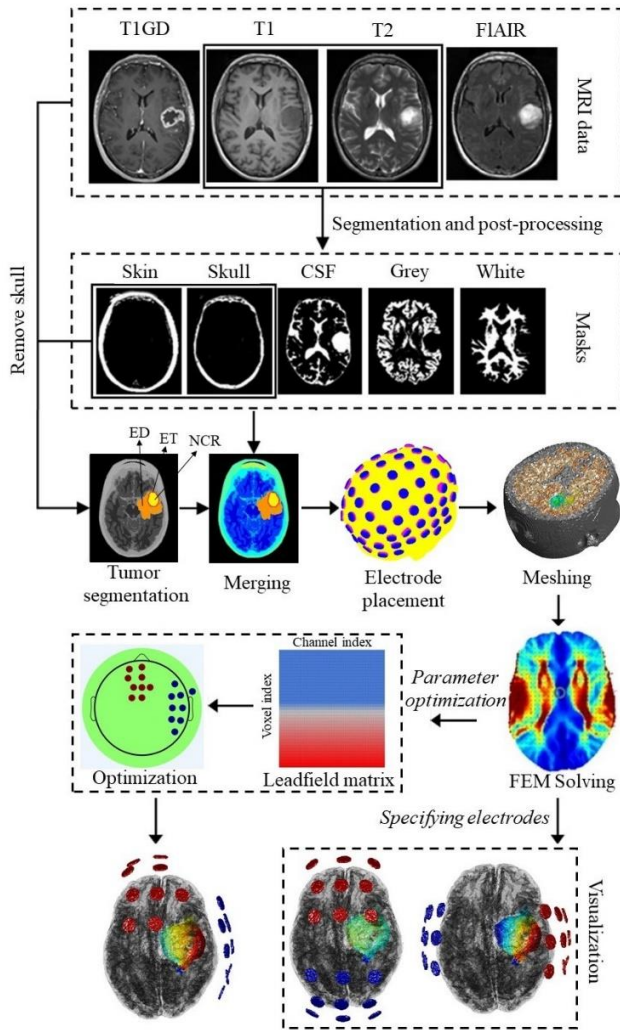 T1GD T1 T2 FlAIR
MRI data
Segmentation and post-processing
Remove skull
Skin Skull CSF Grey White
Masks
ED ET NCR
Tumor segmentation
Merging
Electrode placement
Meshing
Channel index
Voxel index
Parameter optimization
Optimization
Leadfield matrix
FEM Solving
Specifying electrodes
Visualization